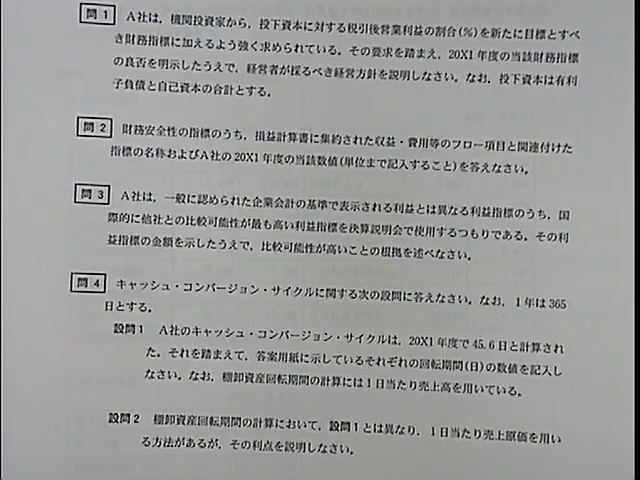 問1 A社は，機関投資家から，投下資本に対する税引後営業利益の割合(%)を新たに目標とすべ
き財務指標に加えるよう強く求められている。その要求を踏まえ，20X1年度の当該財務指標
の良否を明示したうえで，経営者が採るべき経営方針を説明しなさい。なお，投下資本は有利
子負債と自己資本の合計とする。
問2 財務安全性の指標のうち，損益計算書に集約された収益・費用等のフロー項目と関連付けた
指標の名称およびA社の20X1年度の当該数値(単位まで記入すること)を答えなさい。
問3 A社は，一般に認められた企業会計の基準で表示される利益とは異なる利益指標のうち，国
際的に他社との比較可能性が最も高い利益指標を決算説明会で使用するつもりである。その利
益指標の金額を示したうえで，比較可能性が高いことの根拠を述べなさい。
問4 キャッシュ・コンバージョン・サイクルに関する次の設問に答えなさい。なお，1年は365
日とする。
設問1 A社のキャッシュ・コンバージョン・サイクルは，20X1年度で45.6日と計算され
た。それを踏まえて，答案用紙に示しているそれぞれの回転期間(日)の数値を記入し
なさい。なお，棚卸資産回転期間の計算には1日当たり売上高を用いている。
設問2 棚卸資産回転期間の計算において，設問1とは異なり，1日当たり売上原価を用い
る方法があるが，その利点を説明しなさい。